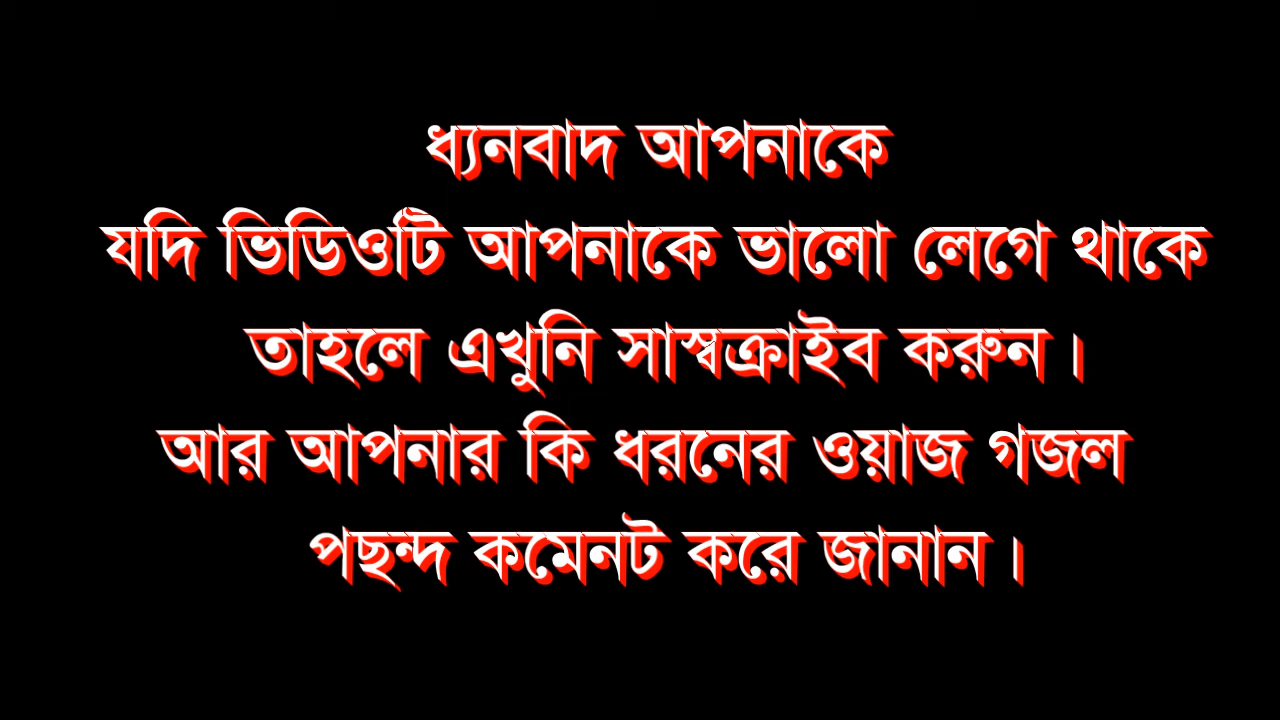 ধ্যনবাদ আপনাকে
যদি ভিডিওটি আপনাকে ভালো লেগে থাকে
তাহলে এখুনি সাস্বক্রাইব করুন।
আর আপনার কি ধরনের ওয়াজ গজল
পছন্দ কমেনট করে জানান।